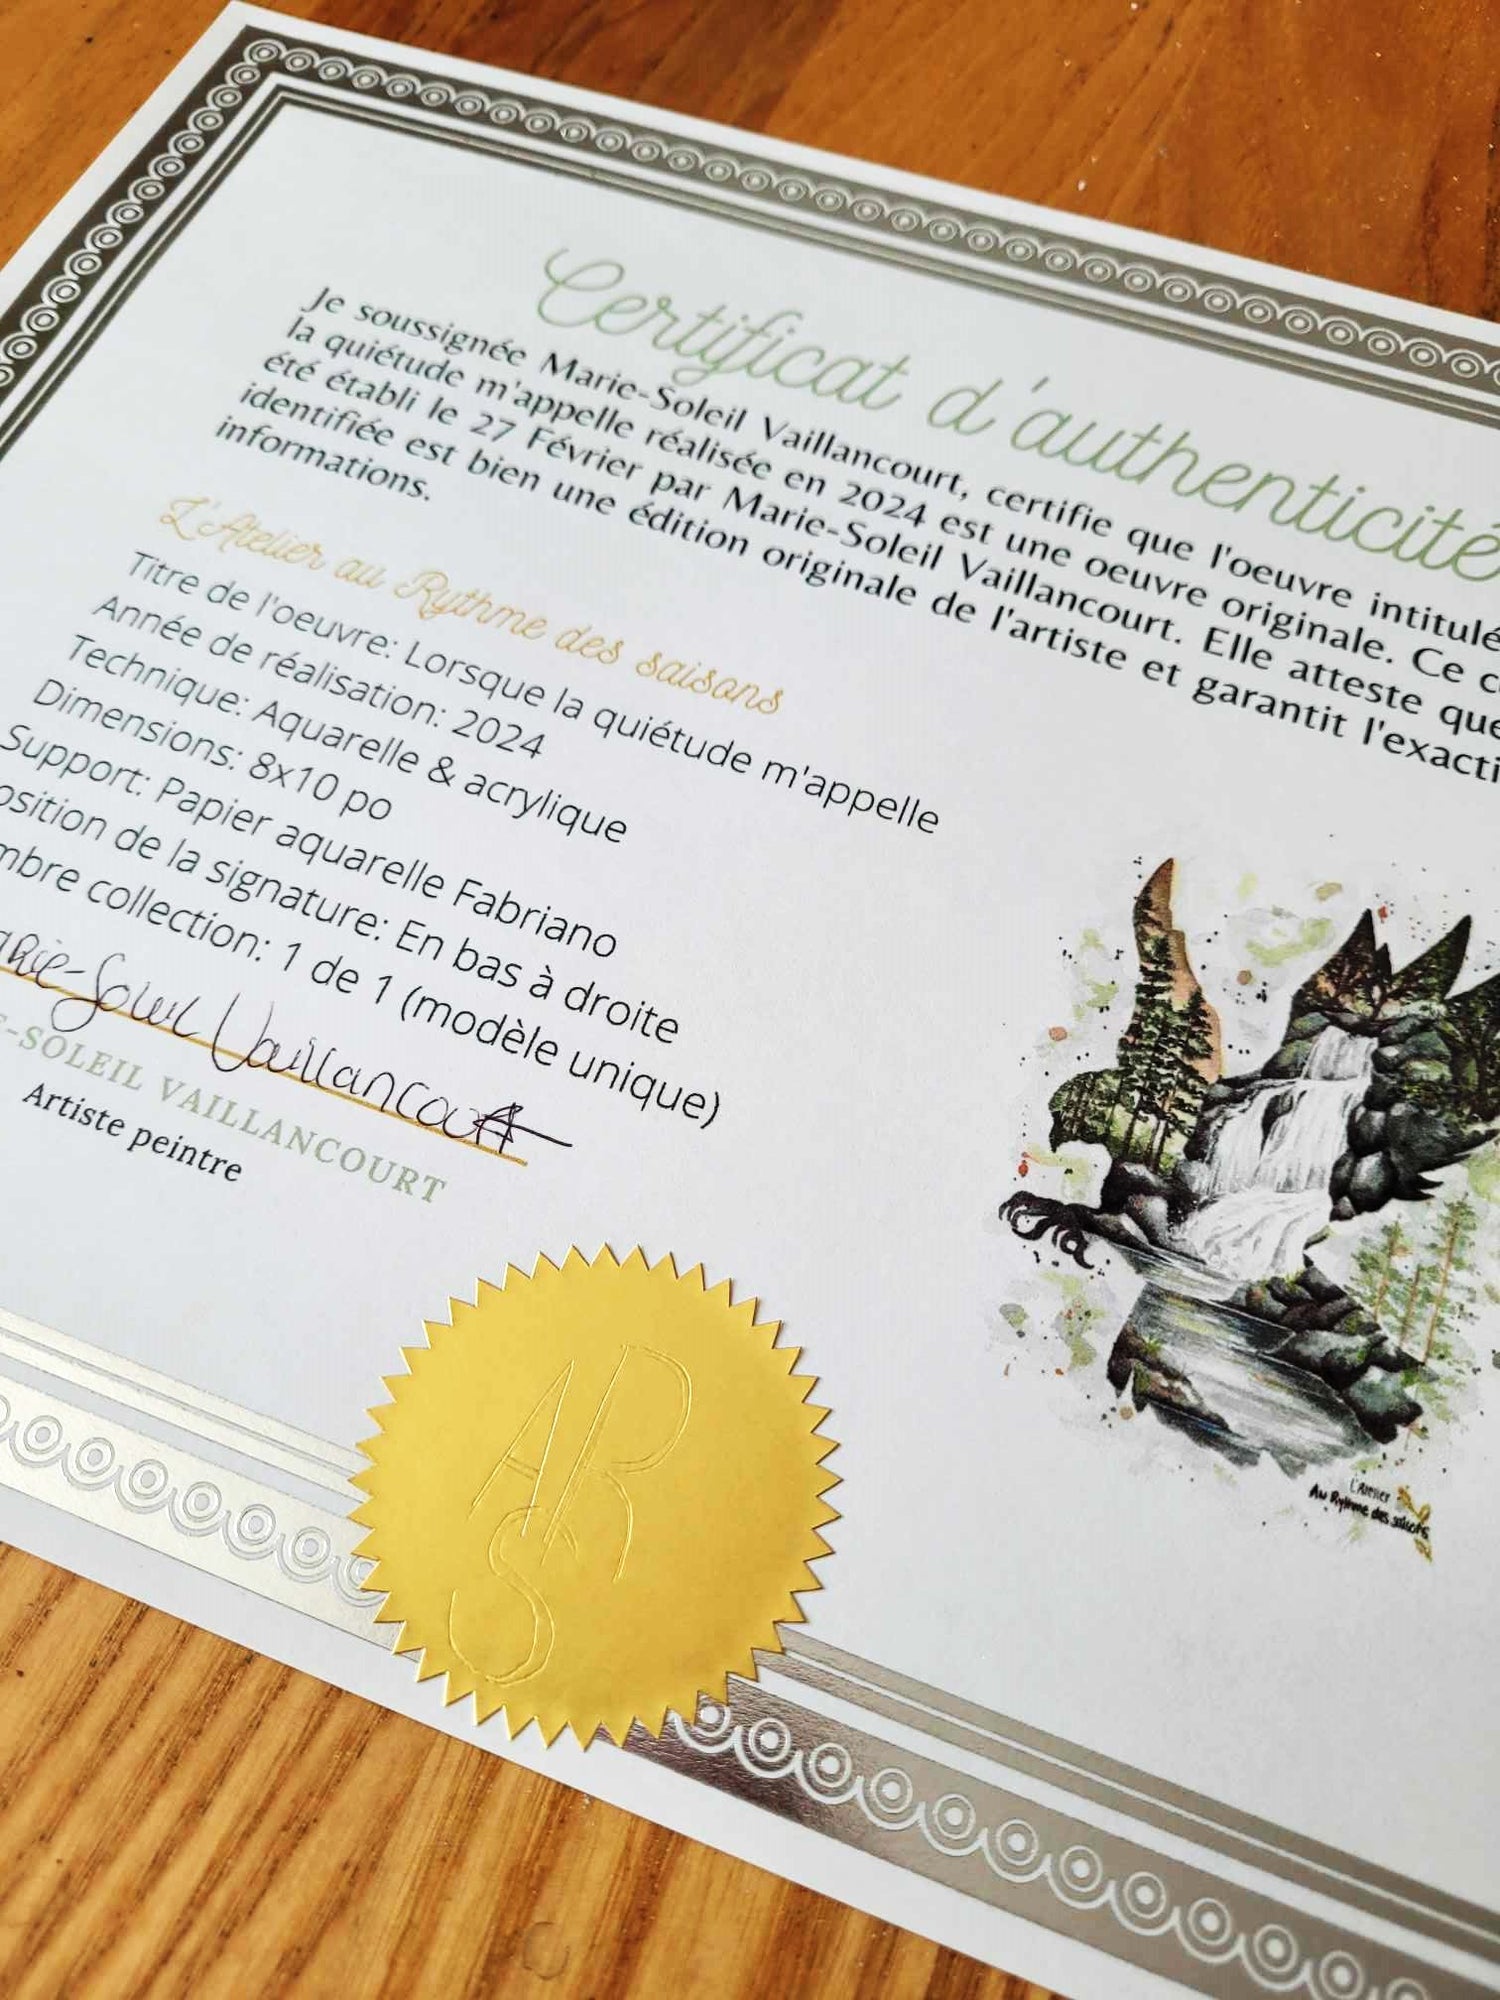 Certificat d'authenticité
Je soussignée Marie-Soleil Vaillancourt, certifie que l'oeuvre intitulé
la quiétude m'appelle réalisée en 2024 est une oeuvre originale. Ce
été établi le 27 Février par Marie-Soleil Vaillancourt. Elle atteste que
identifiée est bien une édition originale de l'artiste et garantit l'exacti
informations.
L'Atelier au Rythme des saisons
Titre de l'oeuvre: Lorsque la quiétude m'appelle
Année de réalisation: 2024
Technique: Aquarelle & acrylique
Dimensions: 8x10 po
Support: Papier aquarelle Fabriano
osition de la signature: En bas à droite
mbre collection: 1 de 1 (modèle unique)
arie-Soleil Vaillancourt
E-SOLEIL VAILLANCOURT
Artiste peintre
ARS
L'Atelier
Au Rythme des saisons